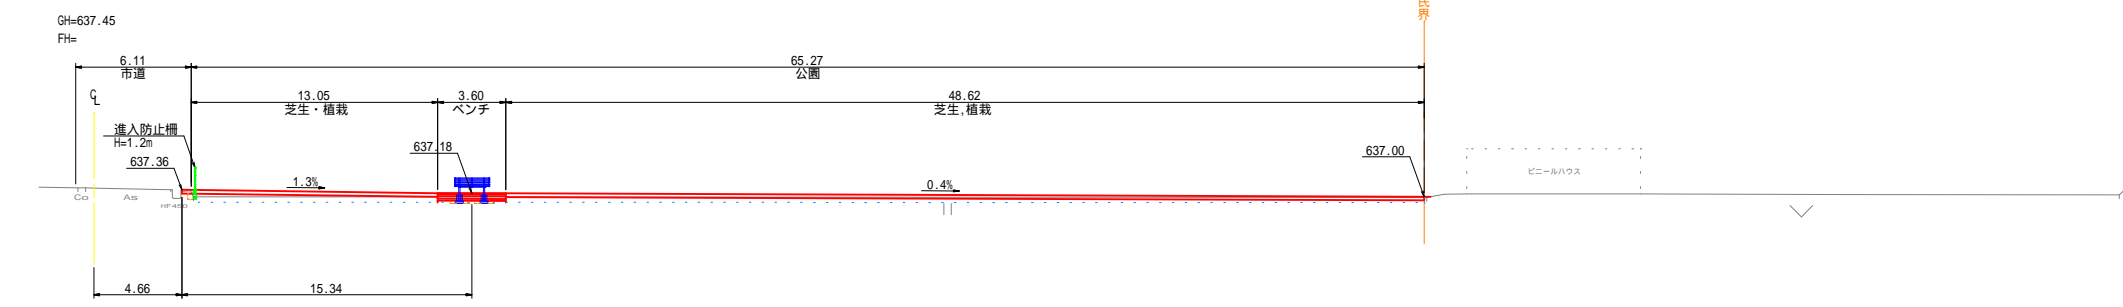 民
界
GH=637.45
FH=
6.11
市道
65.27
公園
13.05
芝生・植栽
3.60
ベンチ
48.62
芝生,植栽
CL
進入防止柵
H=1.2m
637.36
637.18
637.00
1.3%
0.4%
ビニールハウス
Co
As
HF450
4.66
15.34